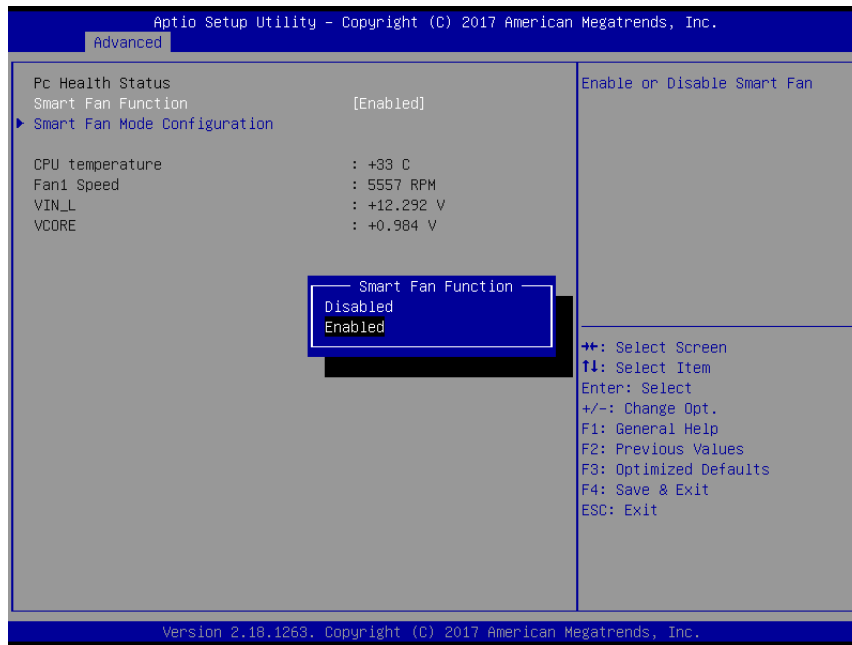 Aptio Setup Utility – Copyright (C) 2017 American Megatrends, Inc.
Advanced
Pc Health Status
Smart Fan Function [Enabled]
Smart Fan Mode Configuration
CPU temperature : +33 C
Fan1 Speed : 5557 RPM
VIN_L : +12.292 V
VCORE : +0.984 V
Smart Fan Function
Disabled
Enabled
Enable or Disable Smart Fan
→←: Select Screen
↑↓: Select Item
Enter: Select
+/-: Change Opt.
F1: General Help
F2: Previous Values
F3: Optimized Defaults
F4: Save & Exit
ESC: Exit
Version 2.18.1263. Copyright (C) 2017 American Megatrends, Inc.